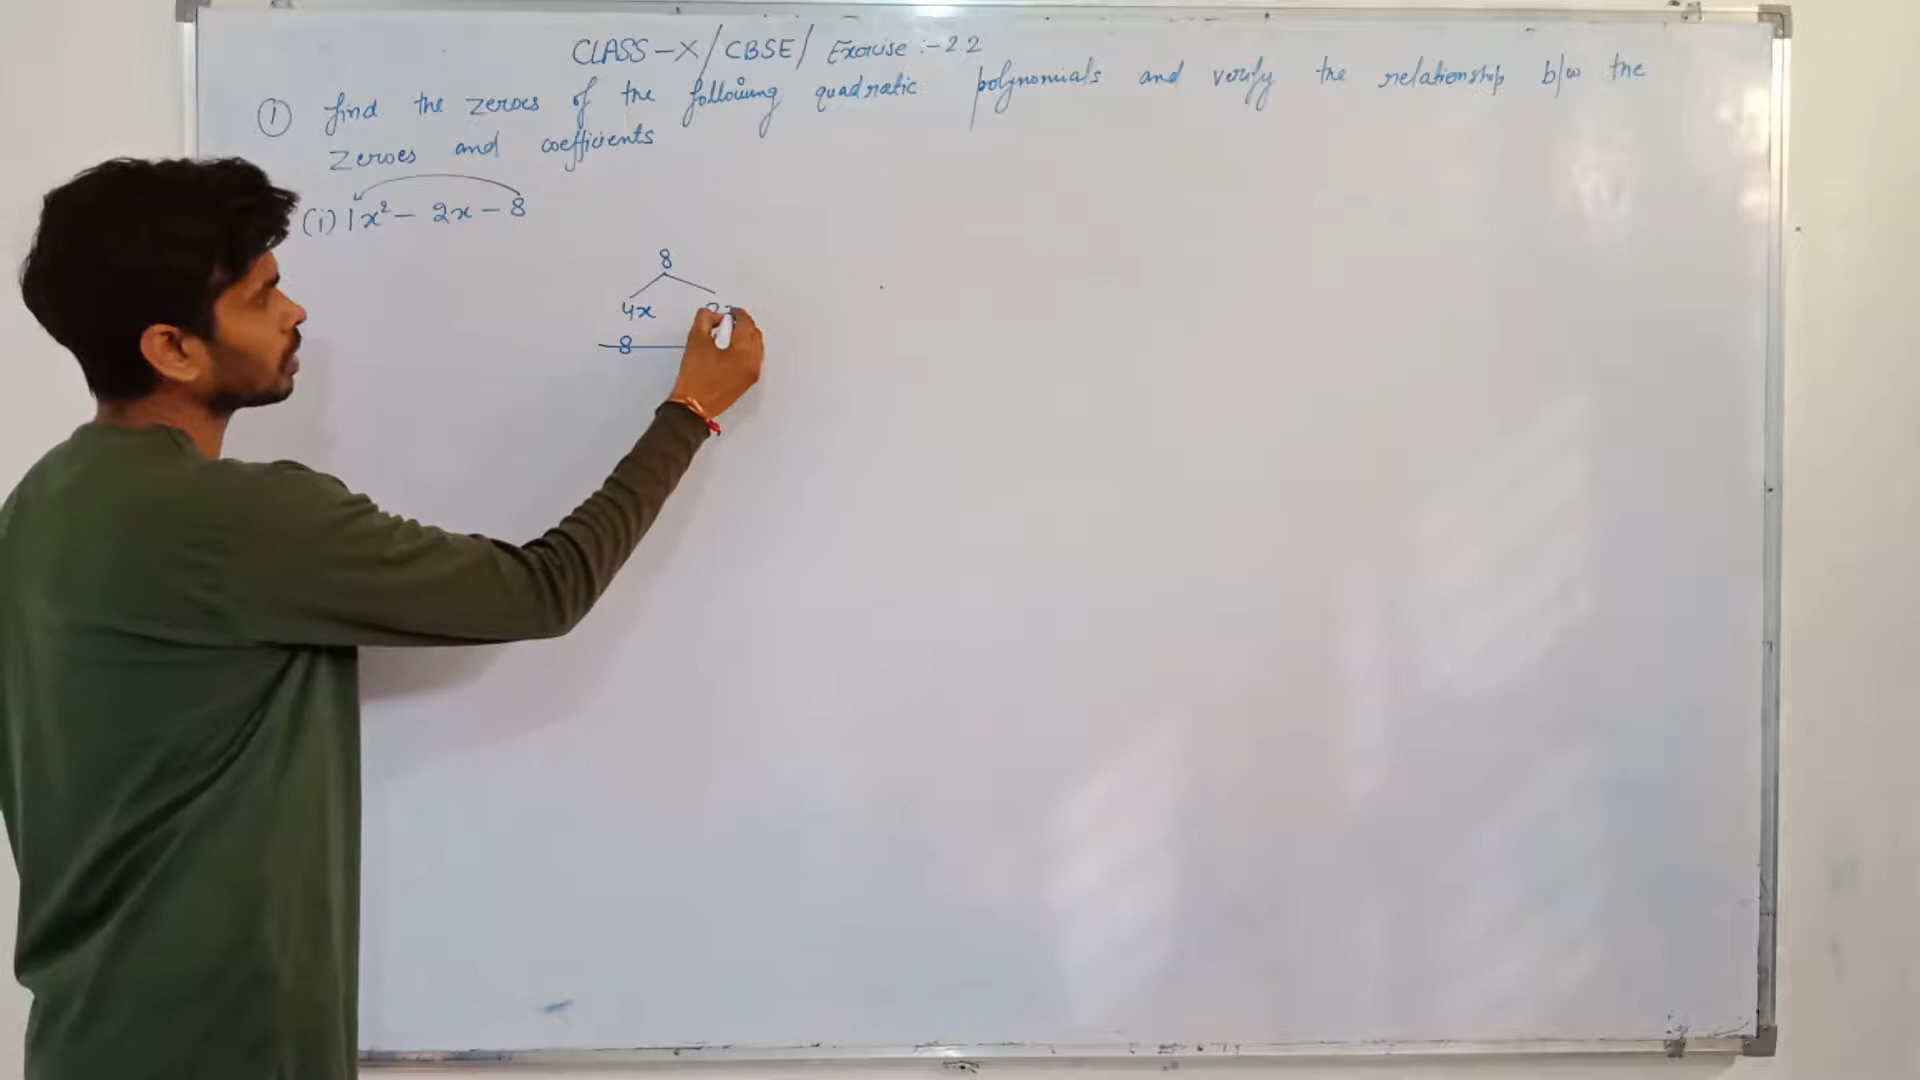 CLASS-X/CBSE/ Exercise :- 2.2
① find the zeroes of the following quadratic polynomials and verify the relationship b/w the
zeroes and coefficients
(i) 1x² - 2x - 8
8
4x
8